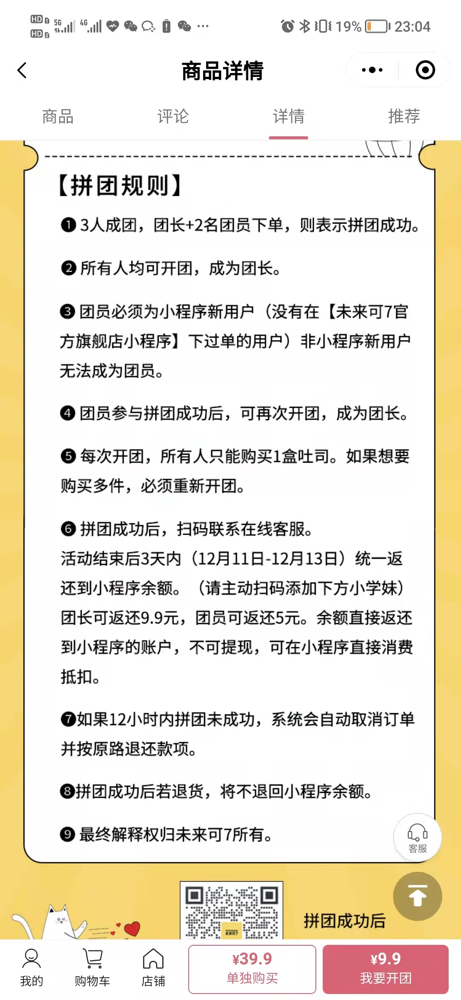 HD 1 5G 4G 19% 23:04
HD 2
商品详情
商品 评论 详情 推荐
【拼团规则】
❶ 3人成团，团长+2名团员下单，则表示拼团成功。
❷ 所有人均可开团，成为团长。
❸ 团员必须为小程序新用户（没有在【未来可7官
方旗舰店小程序】下过单的用户）非小程序新用户
无法成为团员。
❹ 团员参与拼团成功后，可再次开团，成为团长。
❺ 每次开团，所有人只能购买1盒吐司。如果想要
购买多件，必须重新开团。
❻ 拼团成功后，扫码联系在线客服。
活动结束后3天内（12月11日-12月13日）统一返
还到小程序余额。（请主动扫码添加下方小学妹）
团长可返还9.9元，团员可返还5元。余额直接返还
到小程序的账户，不可提现，可在小程序直接消费
抵扣。
❼如果12小时内拼团未成功，系统会自动取消订单
并按原路退还款项。
❽拼团成功后若退货，将不退回小程序余额。
❾ 最终解释权归未来可7所有。
客服
拼团成功后
¥39.9 ¥9.9
我的 购物车 店铺 单独购买 我要开团